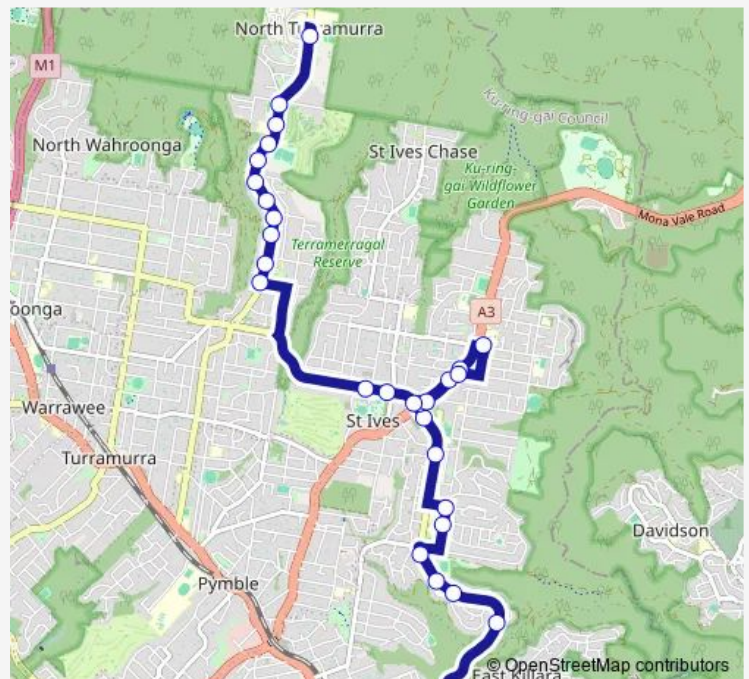 North Turramurra
M1
Ku-ring-gai Council
North Wahroonga
St Ives Chase
Ku-ring-
gai Wildflower
Garden
Mona Vale Road
Terramerragal
Reserve
oonga
A3
Warrawee
St Ives
Turramurra
Davidson
Pymble
© OpenStreetMap contributors
East Killara